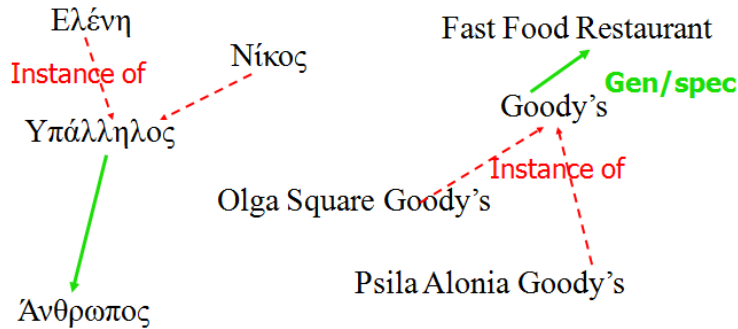 Ελένη
Instance of
Νίκος
Υπάλληλος
Άνθρωπος
Fast Food Restaurant
Gen/spec
Goody’s
Instance of
Olga Square Goody’s
Psila Alonia Goody’s